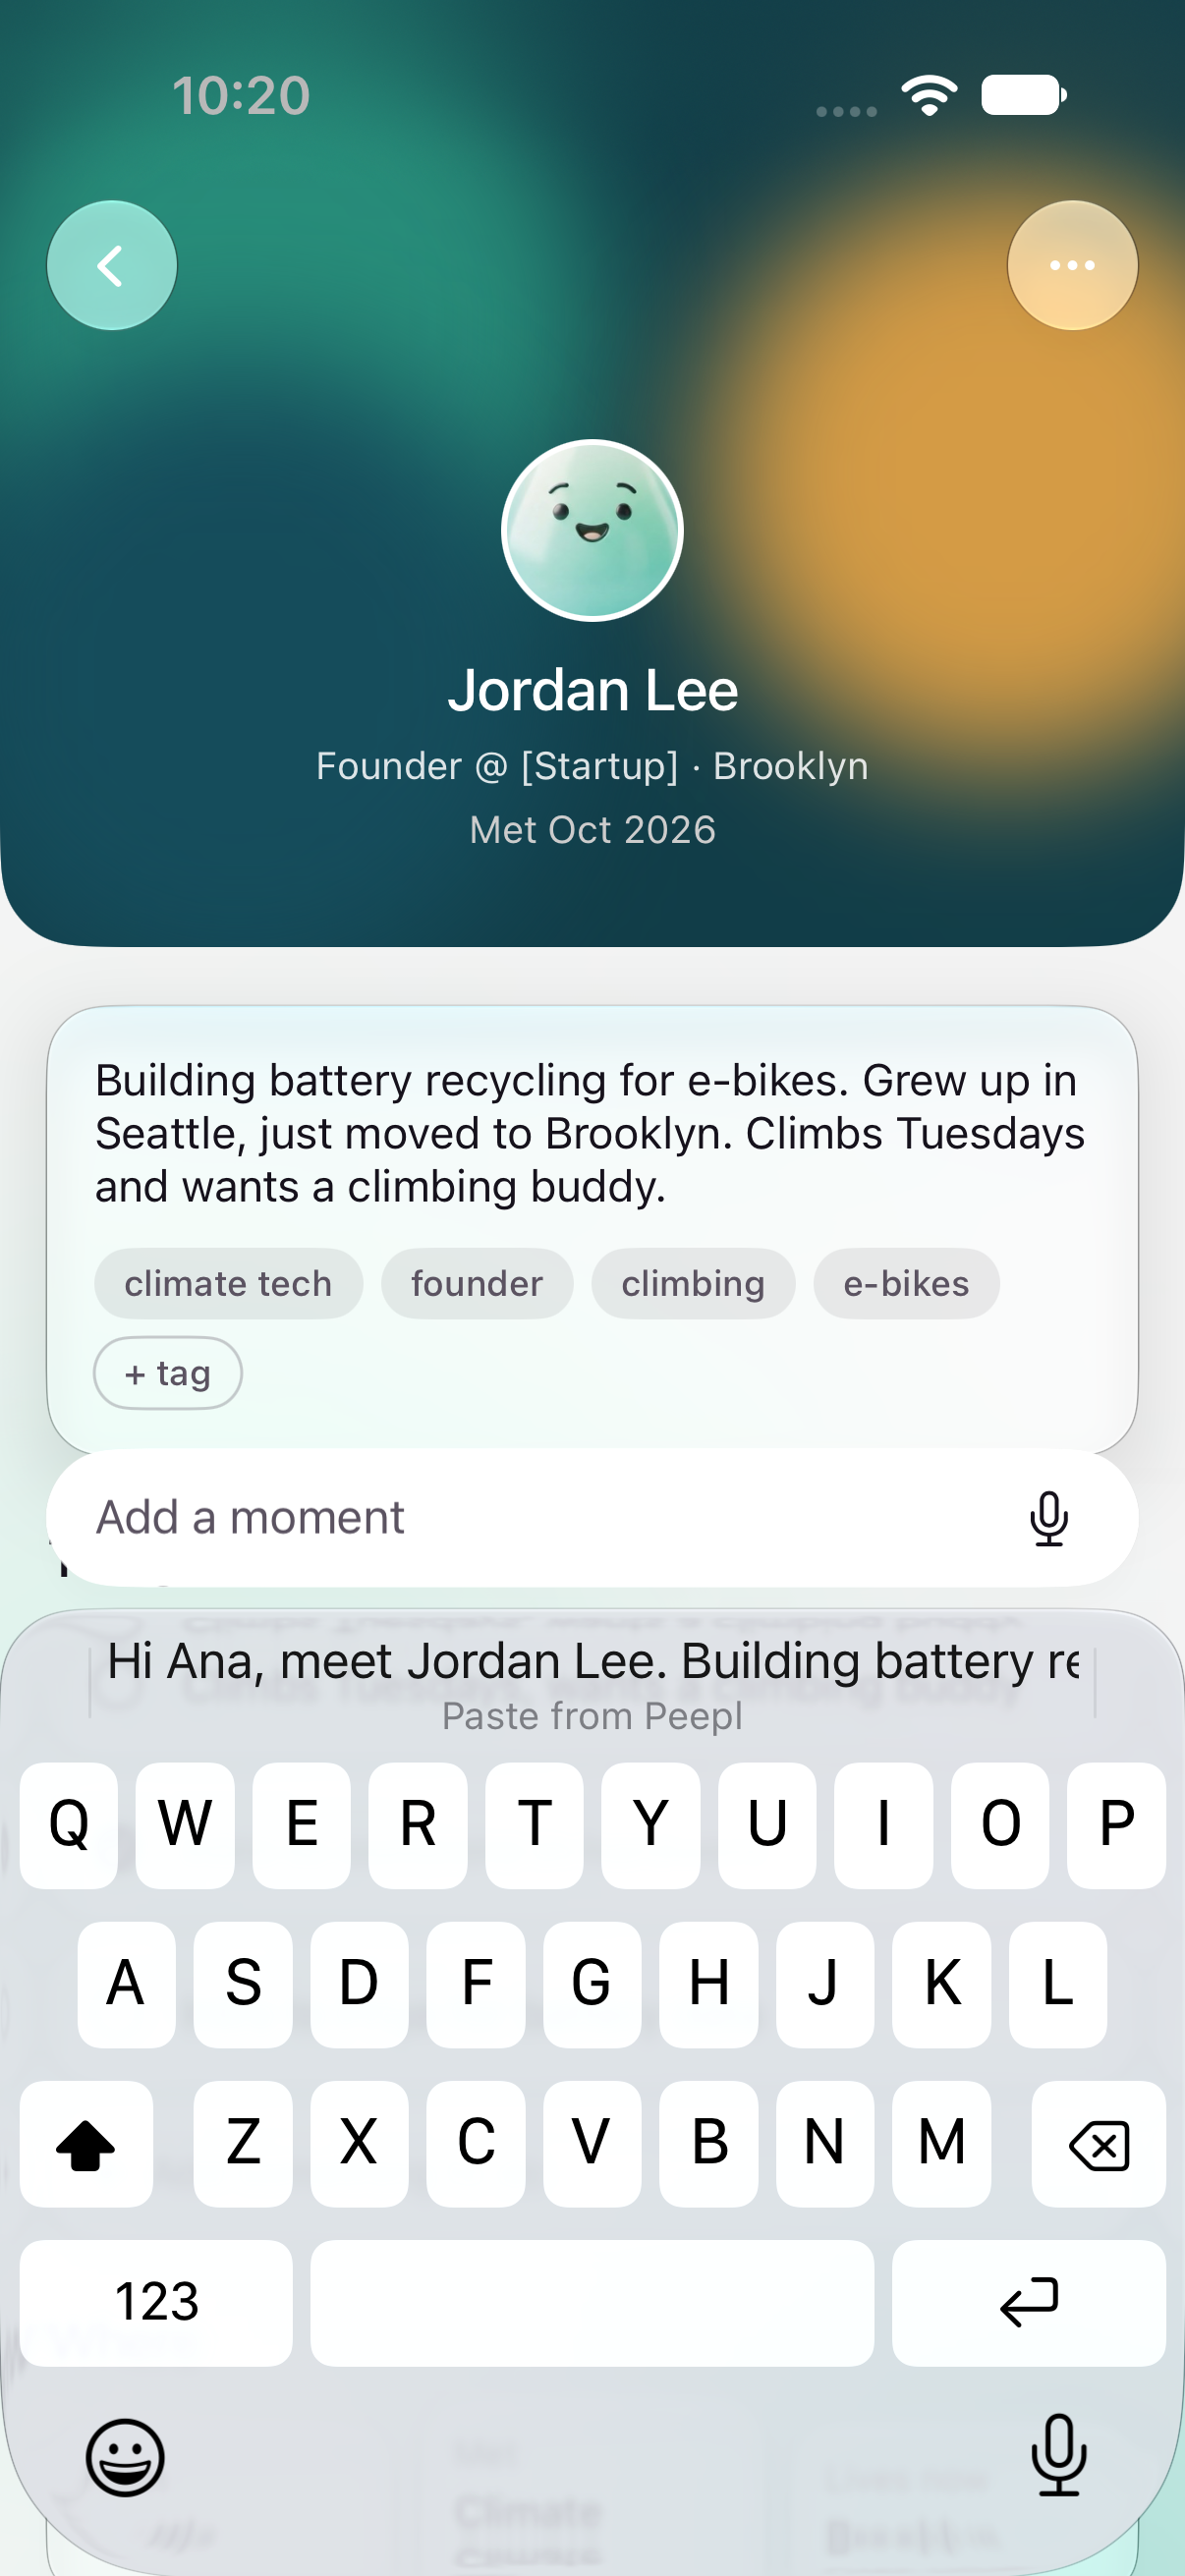 10:20
Jordan Lee
Founder @ [Startup] · Brooklyn
Met Oct 2026
Building battery recycling for e-bikes. Grew up in
Seattle, just moved to Brooklyn. Climbs Tuesdays
and wants a climbing buddy.
climate tech founder climbing e-bikes
+ tag
Add a moment
Hi Ana, meet Jordan Lee. Building battery re
Paste from Peepl
Q W E R T Y U I O P
A S D F G H J K L
Z X C V B N M
123
Climate